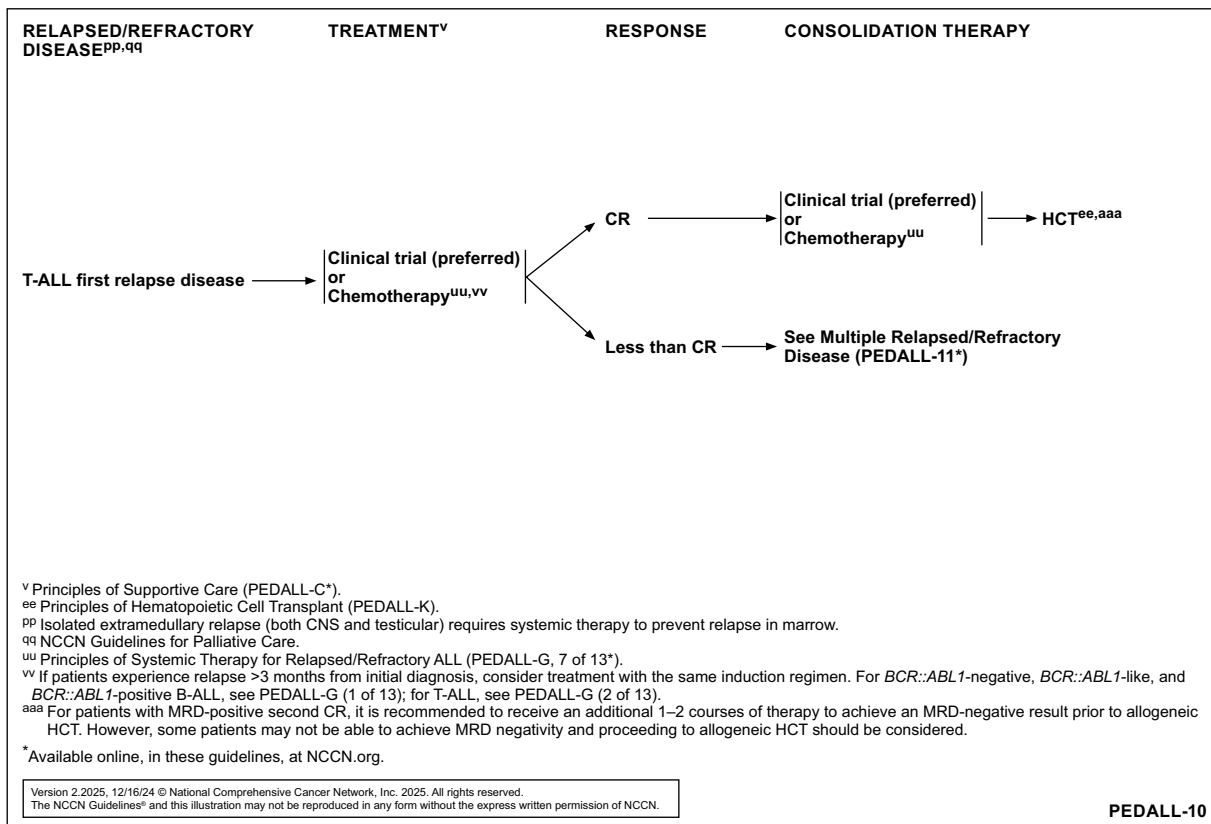 RELAPSED/REFRACTORY
DISEASEpp,qq
TREATMENTv
RESPONSE
CONSOLIDATION THERAPY
T-ALL first relapse disease
Clinical trial (preferred)
or
Chemotherapyuu,vv
CR
Clinical trial (preferred)
or
Chemotherapyuu
HCTee,aaa
Less than CR
See Multiple Relapsed/Refractory
Disease (PEDALL-11*)
v Principles of Supportive Care (PEDALL-C*).
ee Principles of Hematopoietic Cell Transplant (PEDALL-K).
pp Isolated extramedullary relapse (both CNS and testicular) requires systemic therapy to prevent relapse in marrow.
qq NCCN Guidelines for Palliative Care.
uu Principles of Systemic Therapy for Relapsed/Refractory ALL (PEDALL-G, 7 of 13*).
vv If patients experience relapse >3 months from initial diagnosis, consider treatment with the same induction regimen. For BCR::ABL1-negative, BCR::ABL1-like, and
BCR::ABL1-positive B-ALL, see PEDALL-G (1 of 13); for T-ALL, see PEDALL-G (2 of 13).
aaa For patients with MRD-positive second CR, it is recommended to receive an additional 1–2 courses of therapy to achieve an MRD-negative result prior to allogeneic
HCT. However, some patients may not be able to achieve MRD negativity and proceeding to allogeneic HCT should be considered.
*Available online, in these guidelines, at NCCN.org.
Version 2.2025, 12/16/24 © National Comprehensive Cancer Network, Inc. 2025. All rights reserved.
The NCCN Guidelines® and this illustration may not be reproduced in any form without the express written permission of NCCN.
PEDALL-10